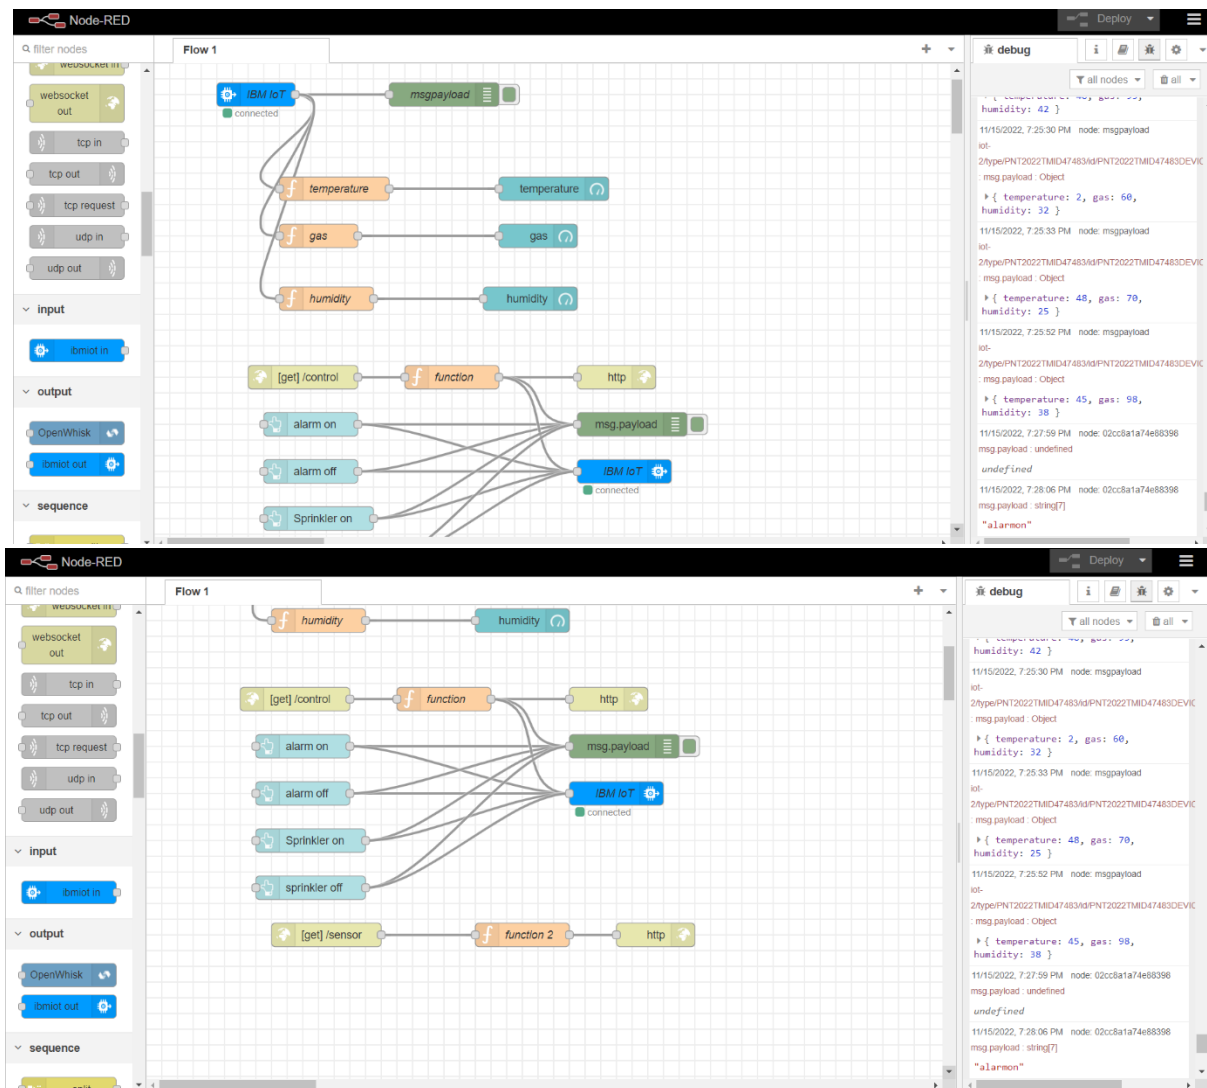 Node-RED
Deploy
filter nodes
Flow 1
debug
i
all nodes
all
websocket in
websocket
out
tcp in
tcp out
tcp request
udp in
udp out
input
ibmiot in
output
OpenWhisk
ibmiot out
sequence
IBM IoT
connected
msgpayload
f temperature
temperature
f gas
gas
f humidity
humidity
[get] /control
f function
http
alarm on
msg.payload
alarm off
IBM IoT
connected
Sprinkler on
humidity: 42 }
11/15/2022, 7:25:30 PM node: msgpayload
iot-
2/type/PNT2022TMID47483/id/PNT2022TMID47483DEVIC
: msg.payload : Object
{ temperature: 2, gas: 60,
humidity: 32 }
11/15/2022, 7:25:33 PM node: msgpayload
iot-
2/type/PNT2022TMID47483/id/PNT2022TMID47483DEVIC
: msg.payload : Object
{ temperature: 48, gas: 70,
humidity: 25 }
11/15/2022, 7:25:52 PM node: msgpayload
iot-
2/type/PNT2022TMID47483/id/PNT2022TMID47483DEVIC
: msg.payload : Object
{ temperature: 45, gas: 98,
humidity: 38 }
11/15/2022, 7:27:59 PM node: 02cc8a1a74e88398
msg.payload : undefined
undefined
11/15/2022, 7:28:06 PM node: 02cc8a1a74e88398
msg.payload : string[7]
"alarmon"
Node-RED
Deploy
filter nodes
Flow 1
debug
i
all nodes
all
websocket in
websocket
out
tcp in
tcp out
tcp request
udp in
udp out
input
ibmiot in
output
OpenWhisk
ibmiot out
sequence
split
f humidity
humidity
[get] /control
f function
http
alarm on
msg.payload
alarm off
IBM IoT
connected
Sprinkler on
sprinkler off
[get] /sensor
f function 2
http
humidity: 42 }
11/15/2022, 7:25:30 PM node: msgpayload
iot-
2/type/PNT2022TMID47483/id/PNT2022TMID47483DEVIC
: msg.payload : Object
{ temperature: 2, gas: 60,
humidity: 32 }
11/15/2022, 7:25:33 PM node: msgpayload
iot-
2/type/PNT2022TMID47483/id/PNT2022TMID47483DEVIC
: msg.payload : Object
{ temperature: 48, gas: 70,
humidity: 25 }
11/15/2022, 7:25:52 PM node: msgpayload
iot-
2/type/PNT2022TMID47483/id/PNT2022TMID47483DEVIC
: msg.payload : Object
{ temperature: 45, gas: 98,
humidity: 38 }
11/15/2022, 7:27:59 PM node: 02cc8a1a74e88398
msg.payload : undefined
undefined
11/15/2022, 7:28:06 PM node: 02cc8a1a74e88398
msg.payload : string[7]
"alarmon"